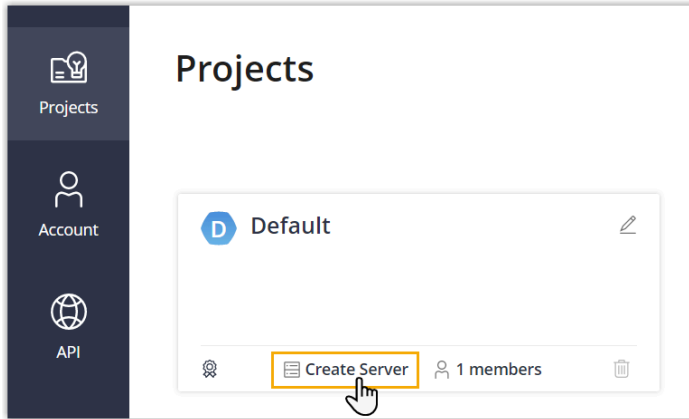 Projects
Projects
Account
API
D
Default
Create Server
1 members